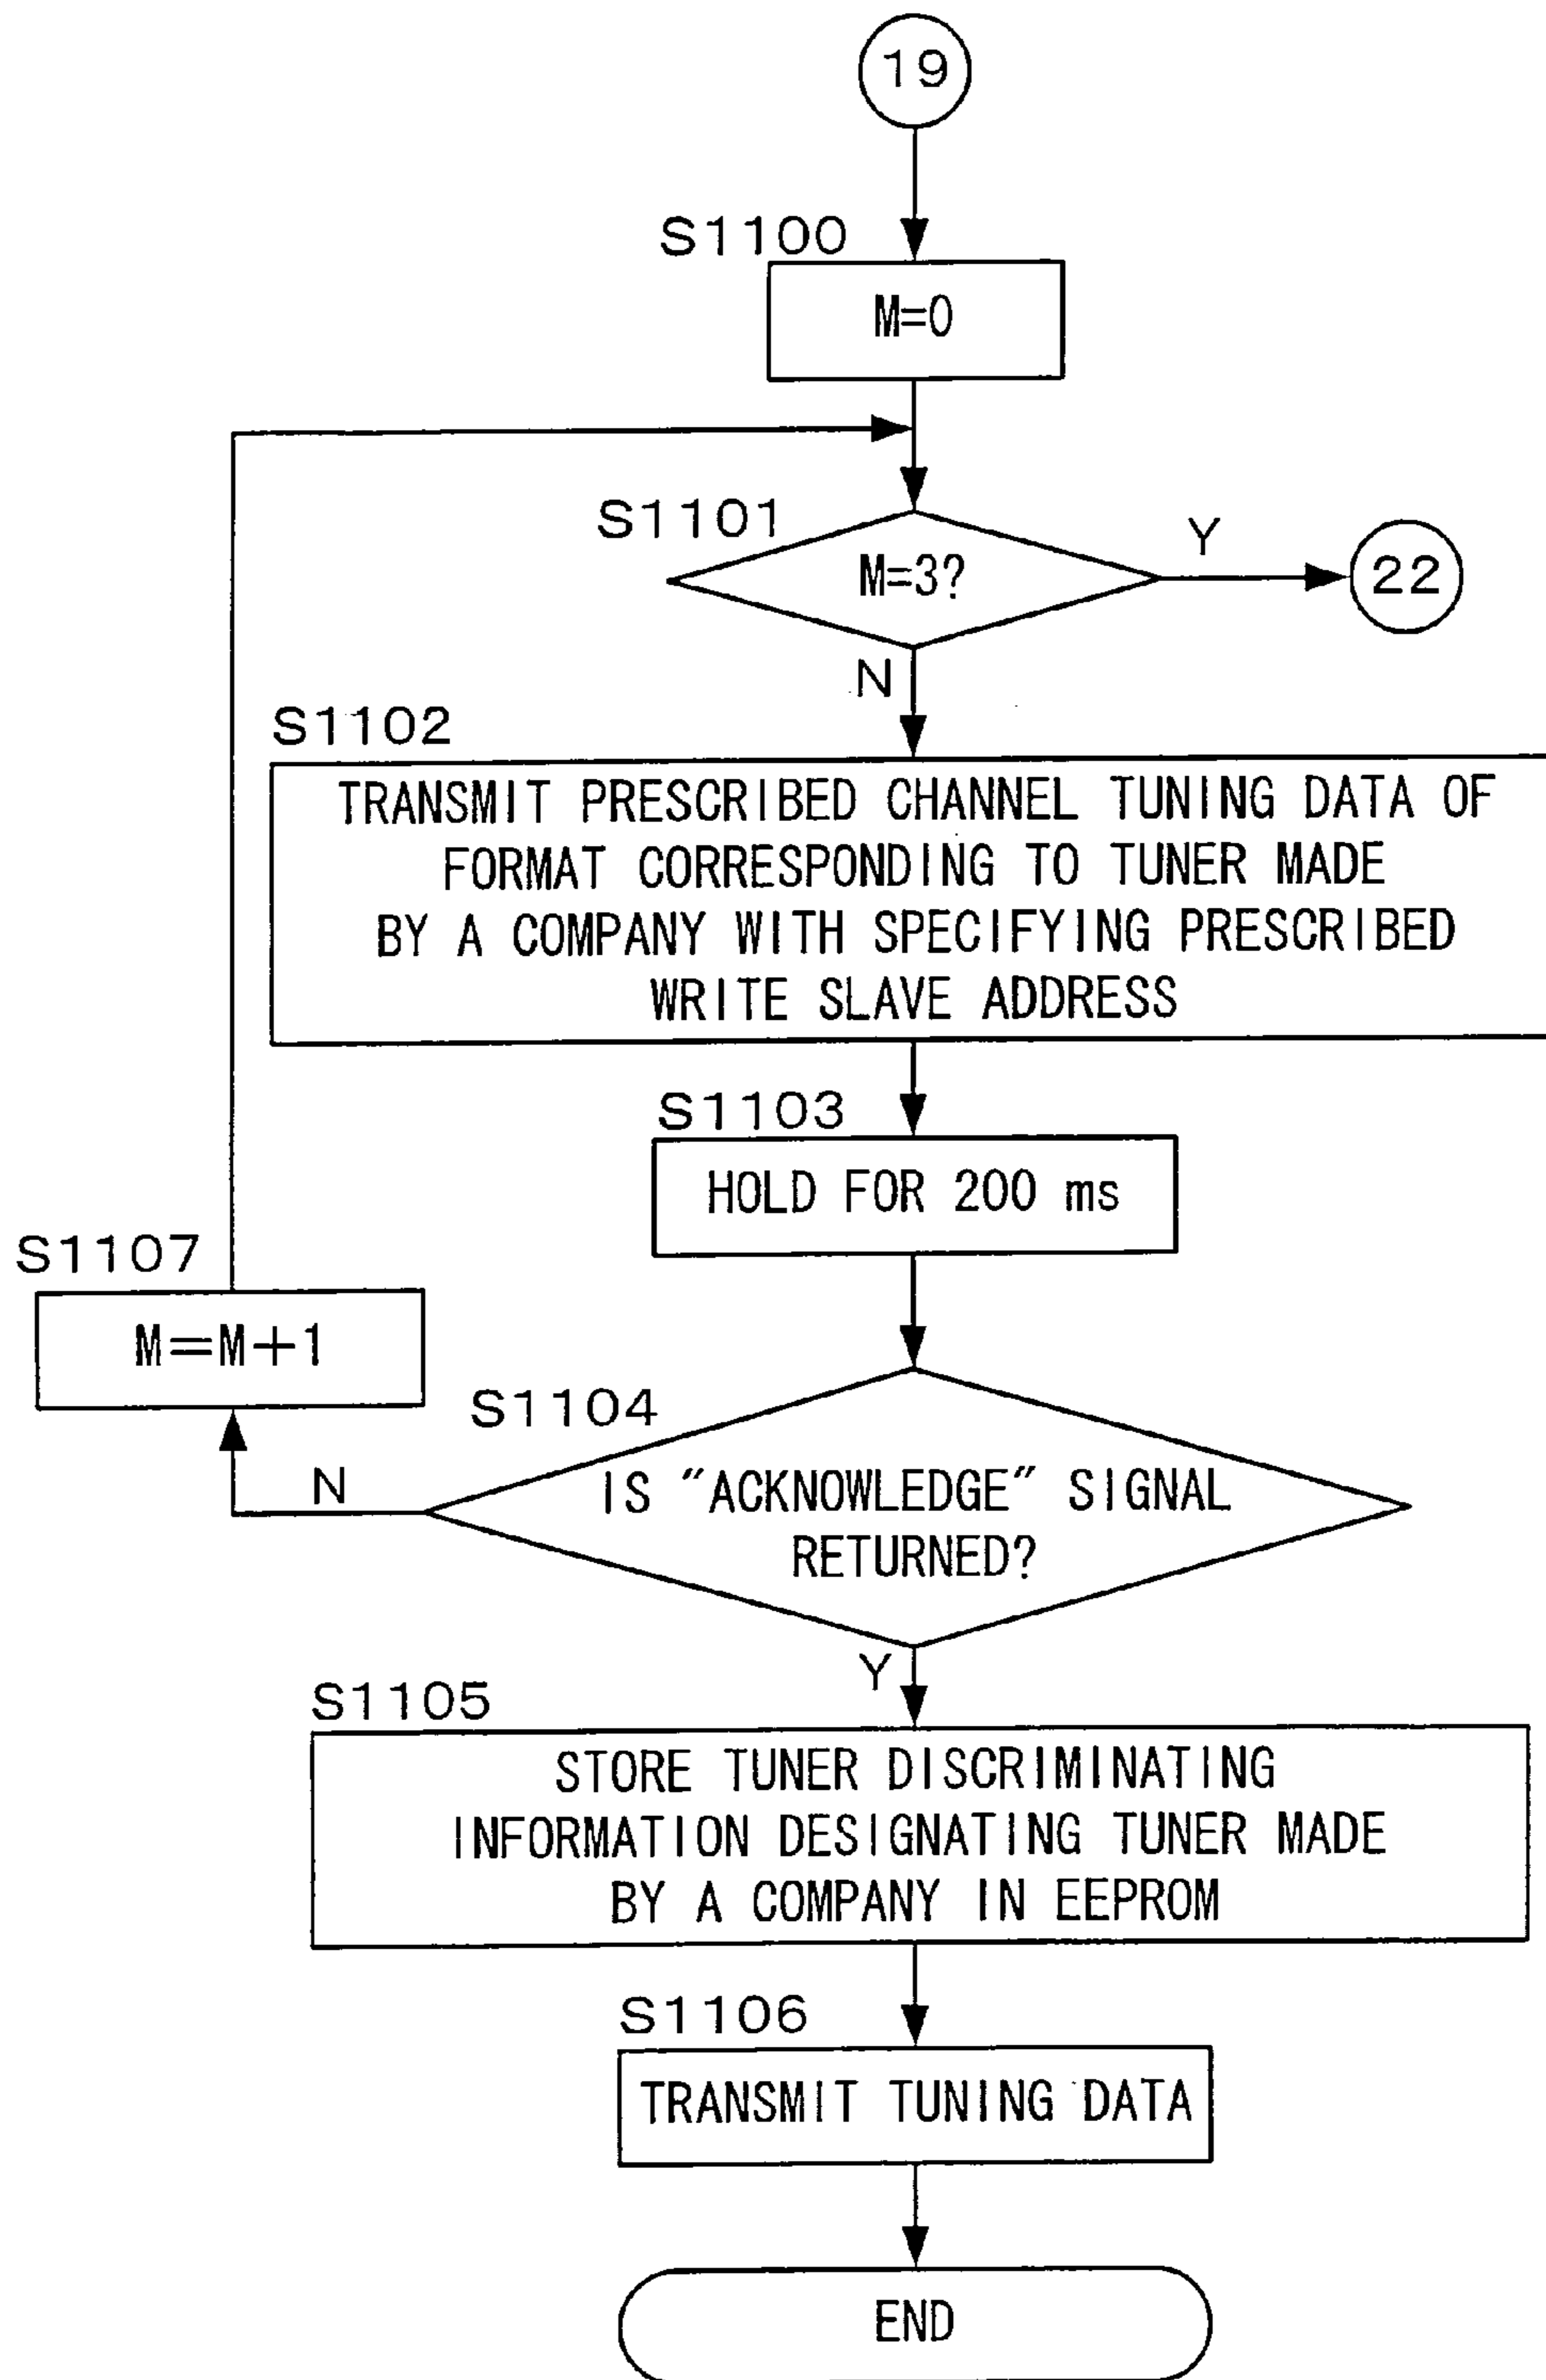 19
S1100
M=0
S1101
M=3?
Y
22
N
S1102
TRANSMIT PRESCRIBED CHANNEL TUNING DATA OF
FORMAT CORRESPONDING TO TUNER MADE
BY A COMPANY WITH SPECIFYING PRESCRIBED
WRITE SLAVE ADDRESS
S1103
HOLD FOR 200 ms
S1107
M=M+1
S1104
N
IS "ACKNOWLEDGE" SIGNAL
RETURNED?
Y
S1105
STORE TUNER DISCRIMINATING
INFORMATION DESIGNATING TUNER MADE
BY A COMPANY IN EEPROM
S1106
TRANSMIT TUNING DATA
END